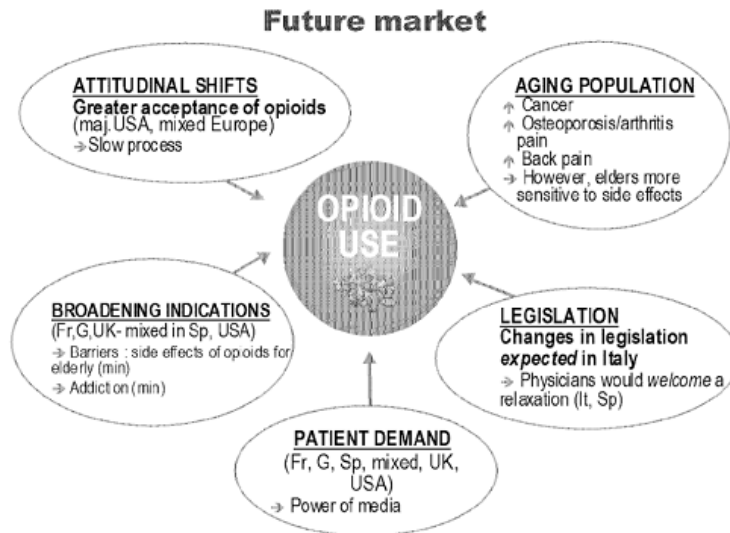 Future market
ATTITUDINAL SHIFTS
Greater acceptance of opioids
(maj.USA, mixed Europe)
→ Slow process
AGING POPULATION
↑ Cancer
↑ Osteoporosis/arthritis
pain
↑ Back pain
→ However, elders more
sensitive to side effects
OPIOID
USE
BROADENING INDICATIONS
(Fr,G,UK- mixed in Sp, USA)
→ Barriers : side effects of opioids for
elderly (min)
→ Addiction (min)
LEGISLATION
Changes in legislation
expected in Italy
→ Physicians would welcome a
relaxation (It, Sp)
PATIENT DEMAND
(Fr, G, Sp, mixed, UK,
USA)
→ Power of media